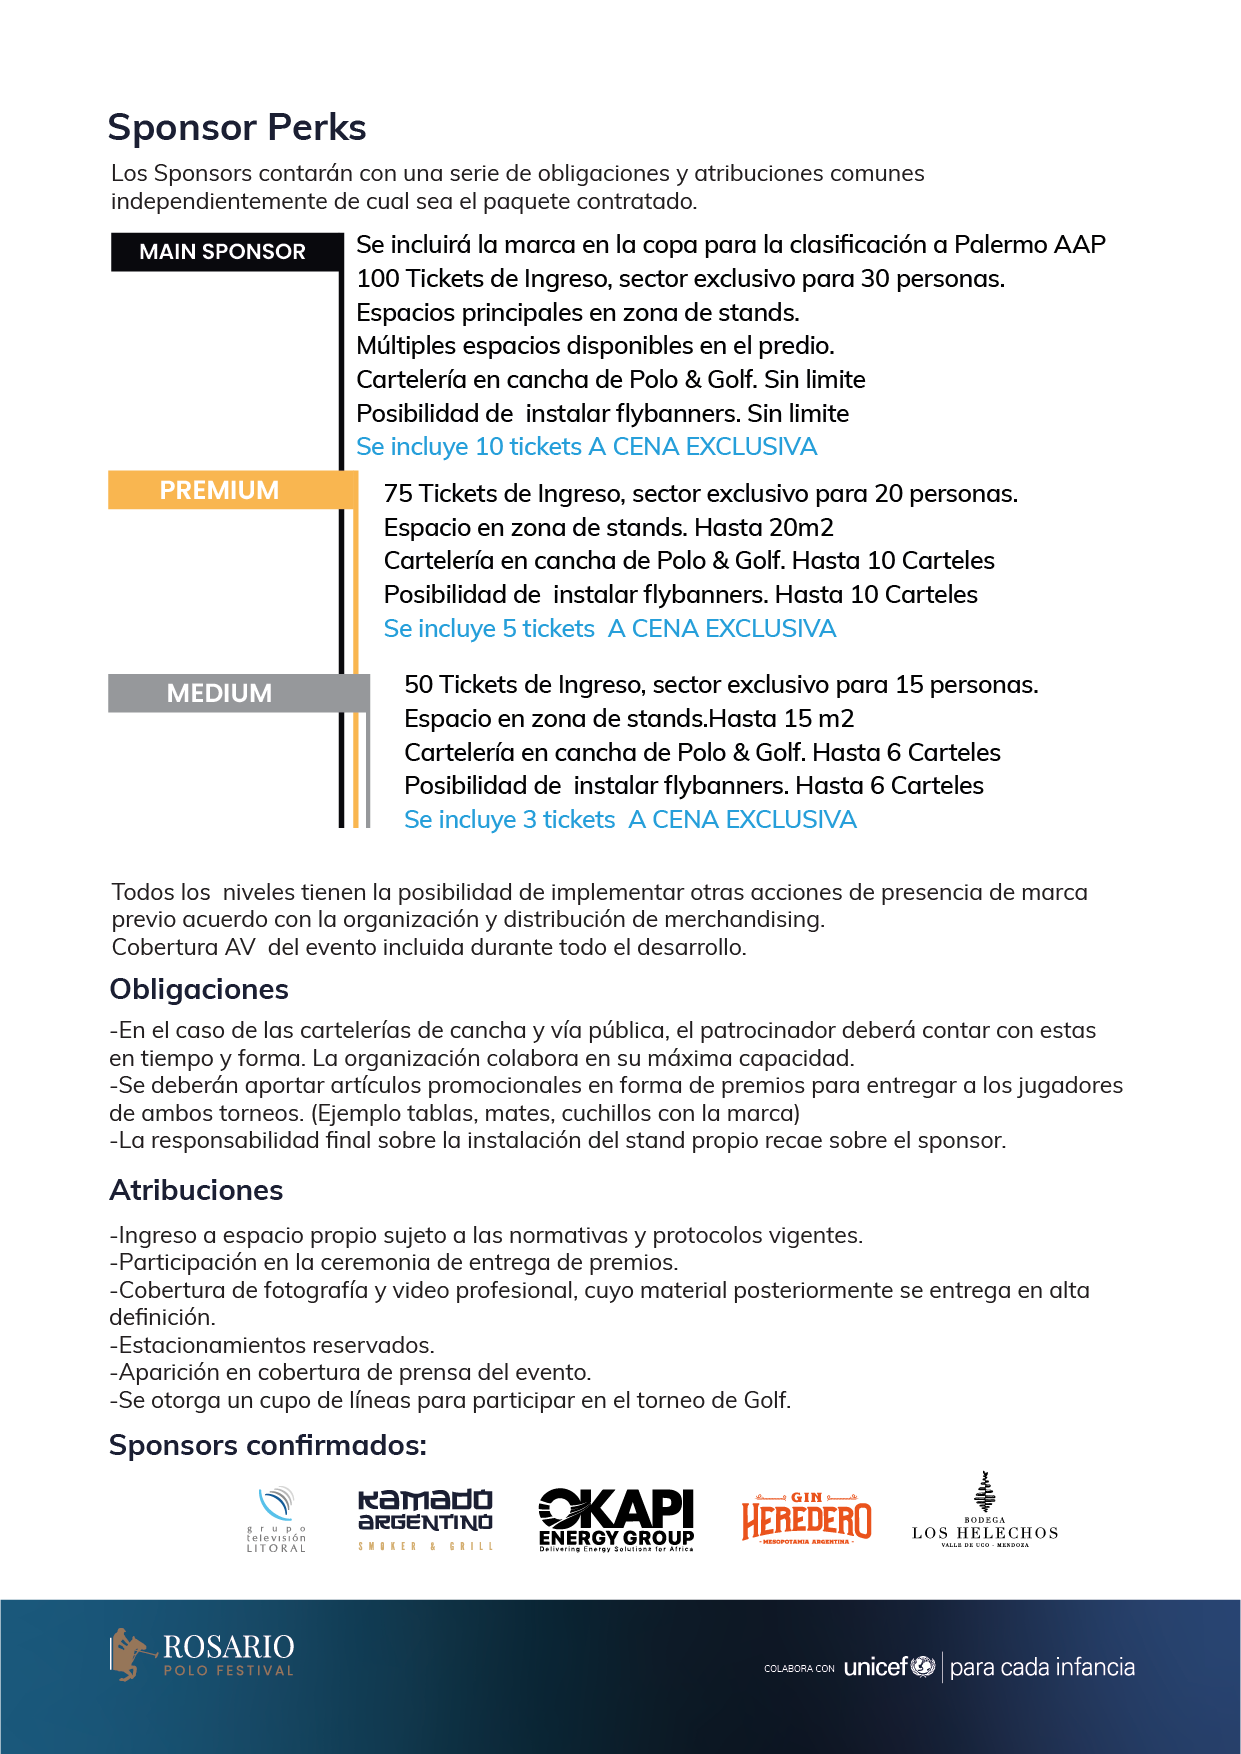 Sponsor Perks
Los Sponsors contarán con una serie de obligaciones y atribuciones comunes
independientemente de cual sea el paquete contratado.
MAIN SPONSOR
Se incluirá la marca en la copa para la clasificación a Palermo AAP
100 Tickets de Ingreso, sector exclusivo para 30 personas.
Espacios principales en zona de stands.
Múltiples espacios disponibles en el predio.
Cartelería en cancha de Polo & Golf. Sin limite
Posibilidad de  instalar flybanners. Sin limite
Se incluye 10 tickets A CENA EXCLUSIVA
PREMIUM
75 Tickets de Ingreso, sector exclusivo para 20 personas.
Espacio en zona de stands. Hasta 20m2
Cartelería en cancha de Polo & Golf. Hasta 10 Carteles
Posibilidad de  instalar flybanners. Hasta 10 Carteles
Se incluye 5 tickets  A CENA EXCLUSIVA
MEDIUM
50 Tickets de Ingreso, sector exclusivo para 15 personas.
Espacio en zona de stands.Hasta 15 m2
Cartelería en cancha de Polo & Golf. Hasta 6 Carteles
Posibilidad de  instalar flybanners. Hasta 6 Carteles
Se incluye 3 tickets  A CENA EXCLUSIVA
Todos los  niveles tienen la posibilidad de implementar otras acciones de presencia de marca
previo acuerdo con la organización y distribución de merchandising.
Cobertura AV  del evento incluida durante todo el desarrollo.
Obligaciones
-En el caso de las cartelerías de cancha y vía pública, el patrocinador deberá contar con estas
en tiempo y forma. La organización colabora en su máxima capacidad.
-Se deberán aportar artículos promocionales en forma de premios para entregar a los jugadores
de ambos torneos. (Ejemplo tablas, mates, cuchillos con la marca)
-La responsabilidad final sobre la instalación del stand propio recae sobre el sponsor.
Atribuciones
-Ingreso a espacio propio sujeto a las normativas y protocolos vigentes.
-Participación en la ceremonia de entrega de premios.
-Cobertura de fotografía y video profesional, cuyo material posteriormente se entrega en alta
definición.
-Estacionamientos reservados.
-Aparición en cobertura de prensa del evento.
-Se otorga un cupo de líneas para participar en el torneo de Golf.
Sponsors confirmados:
grupo
televisión
LITORAL
KAMADO
ARGENTINO
SMOKER & GRILL
OKAPI
ENERGY GROUP
Delivering Energy Solutions for Africa
GIN
HEREDERO
- MESOPOTAMIA ARGENTINA -
BODEGA
LOS HELECHOS
VALLE DE UCO - MENDOZA
ROSARIO
POLO FESTIVAL
COLABORA CON
unicef
para cada infancia